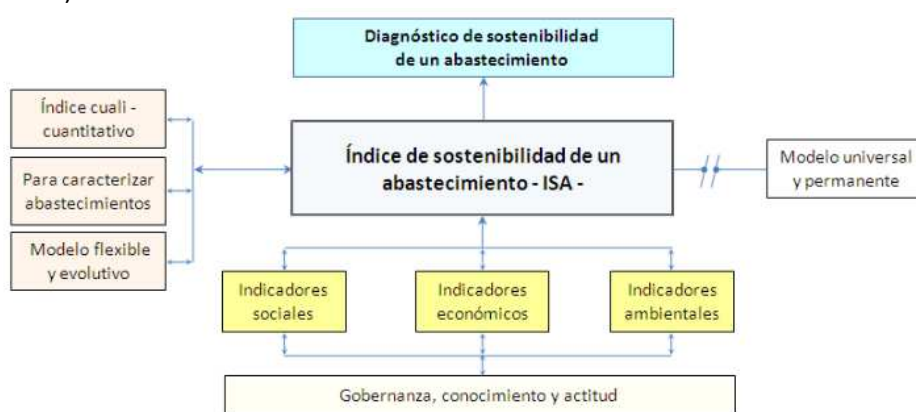 Diagnóstico de sostenibilidad
de un abastecimiento
Índice cuali -
cuantitativo
Para caracterizar
abastecimientos
Modelo flexible
y evolutivo
Índice de sostenibilidad de un
abastecimiento - ISA -
Modelo universal
y permanente
Indicadores
sociales
Indicadores
económicos
Indicadores
ambientales
Gobernanza, conocimiento y actitud